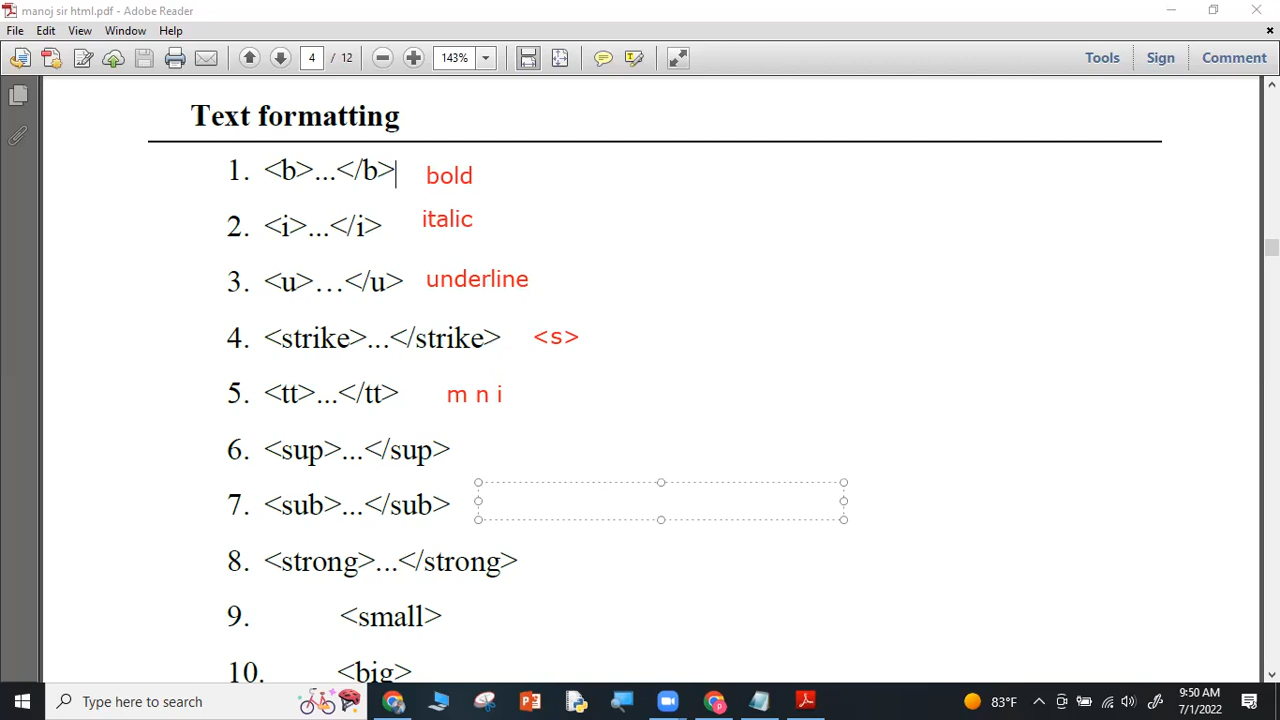 manoj sir html.pdf - Adobe Reader
File Edit View Window Help
4 / 12 143% Tools Sign Comment
Text formatting
1. <b>...</b> bold
2. <i>...</i> italic
3. <u>…</u> underline
4. <strike>...</strike> <s>
5. <tt>...</tt> m n i
6. <sup>...</sup>
7. <sub>...</sub>
8. <strong>...</strong>
9. <small>
10. <big>
Type here to search 83°F 9:50 AM
7/1/2022